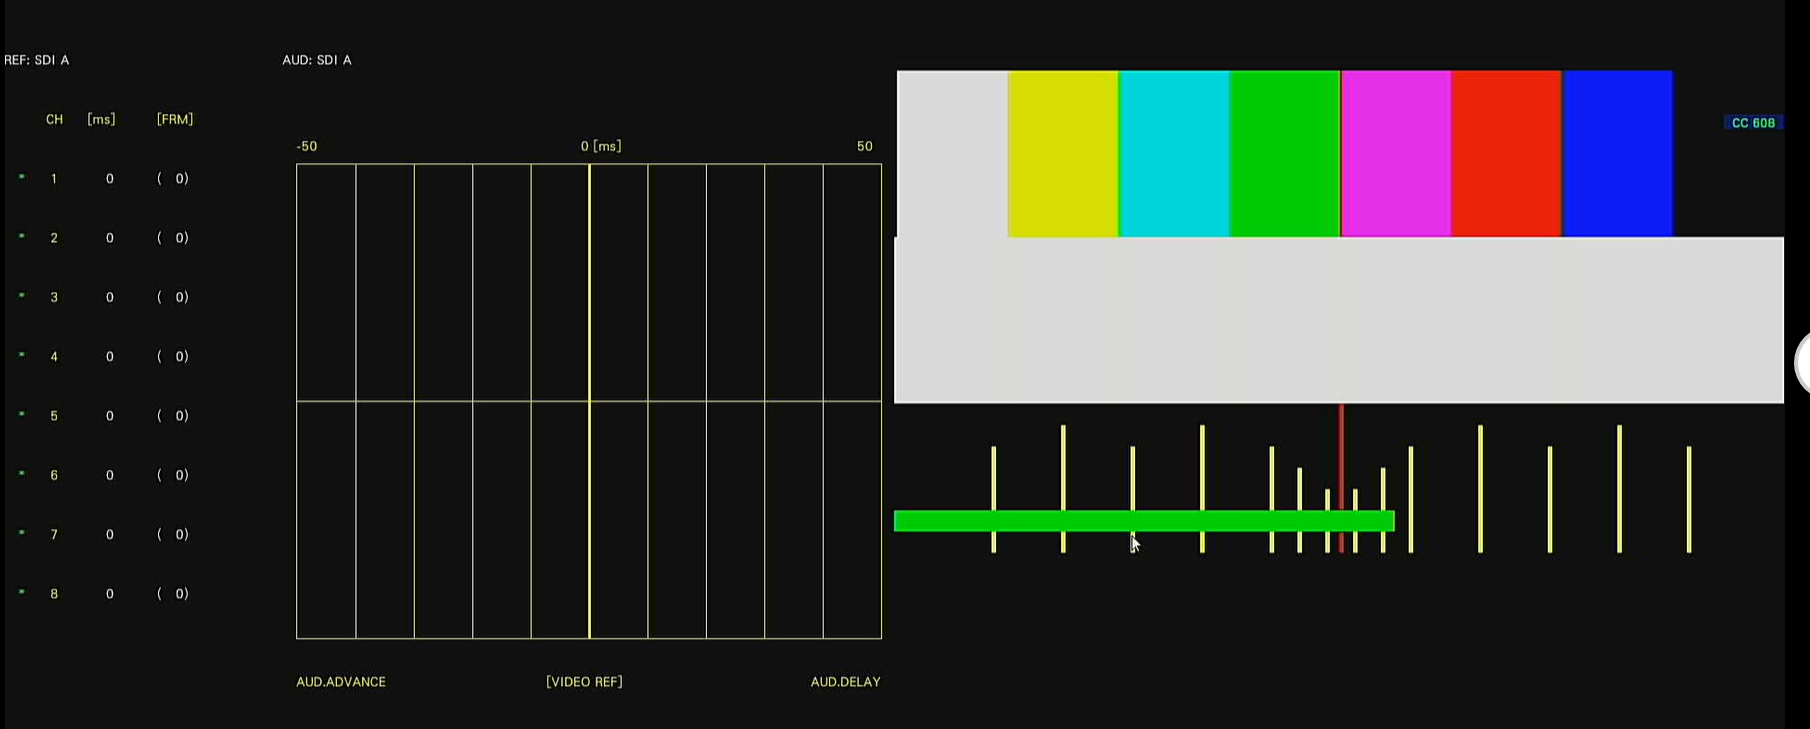 REF: SDI A
AUD: SDI A
CH [ms] [FRM]
-50 0 [ms] 50
* 1 0 ( 0)
* 2 0 ( 0)
* 3 0 ( 0)
* 4 0 ( 0)
* 5 0 ( 0)
* 6 0 ( 0)
* 7 0 ( 0)
* 8 0 ( 0)
AUD.ADVANCE [VIDEO REF] AUD.DELAY
CC 608